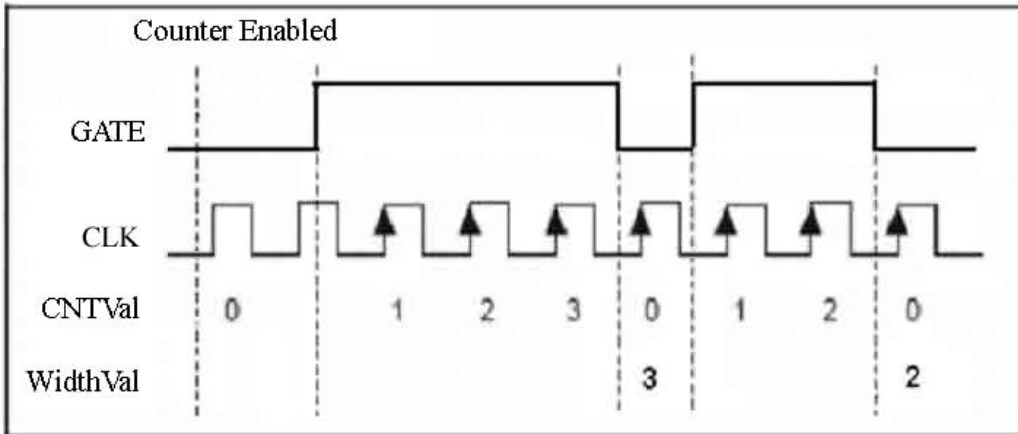 Counter Enabled
GATE
CLK
CNTVal 0 1 2 3 0 1 2 0
WidthVal 3 2